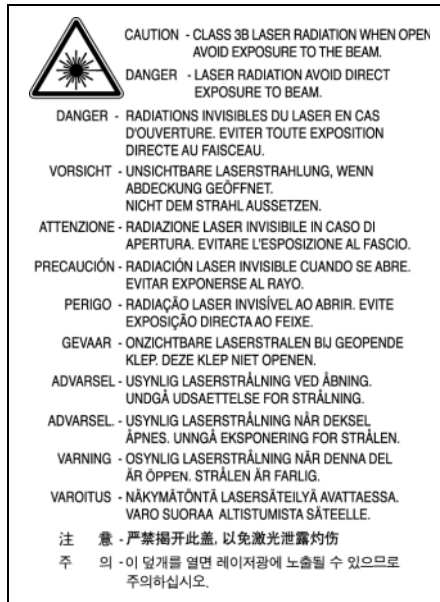 CAUTION - CLASS 3B LASER RADIATION WHEN OPEN
AVOID EXPOSURE TO THE BEAM.
DANGER - LASER RADIATION AVOID DIRECT
EXPOSURE TO BEAM.
DANGER - RADIATIONS INVISIBLES DU LASER EN CAS
D'OUVERTURE. EVITER TOUTE EXPOSITION
DIRECTE AU FAISCEAU.
VORSICHT - UNSICHTBARE LASERSTRAHLUNG, WENN
ABDECKUNG GEÖFFNET.
NICHT DEM STRAHL AUSSETZEN.
ATTENZIONE - RADIAZIONE LASER INVISIBILE IN CASO DI
APERTURA. EVITARE L'ESPOSIZIONE AL FASCIO.
PRECAUCIÓN - RADIACIÓN LASER INVISIBLE CUANDO SE ABRE.
EVITAR EXPONERSE AL RAYO.
PERIGO - RADIAÇÃO LASER INVISÍVEL AO ABRIR. EVITE
EXPOSIÇÃO DIRECTA AO FEIXE.
GEVAAR - ONZICHTBARE LASERSTRALEN BIJ GEOPENDE
KLEP. DEZE KLEP NIET OPENEN.
ADVARSEL - USYNLIG LASERSTRÅLNING VED ÅBNING.
UNDGÅ UDSAETTELSE FOR STRÅLNING.
ADVARSEL. - USYNLIG LASERSTRÅLNING NÅR DEKSEL
ÅPNES. UNNGÅ EKSPONERING FOR STRÅLEN.
VARNING - OSYNLIG LASERSTRÅLNING NÄR DENNA DEL
ÄR ÖPPEN. STRÅLEN ÄR FARLIG.
VAROITUS - NÄKYMÄTÖNTÄ LASERSÄTEILYÄ AVATTAESSA.
VARO SUORAA ALTISTUMISTA SÄTEELLE.
注 意 - 严禁揭开此盖, 以免激光泄露灼伤
주 의 - 이 덮개를 열면 레이저광에 노출될 수 있으므로
주의하십시오.